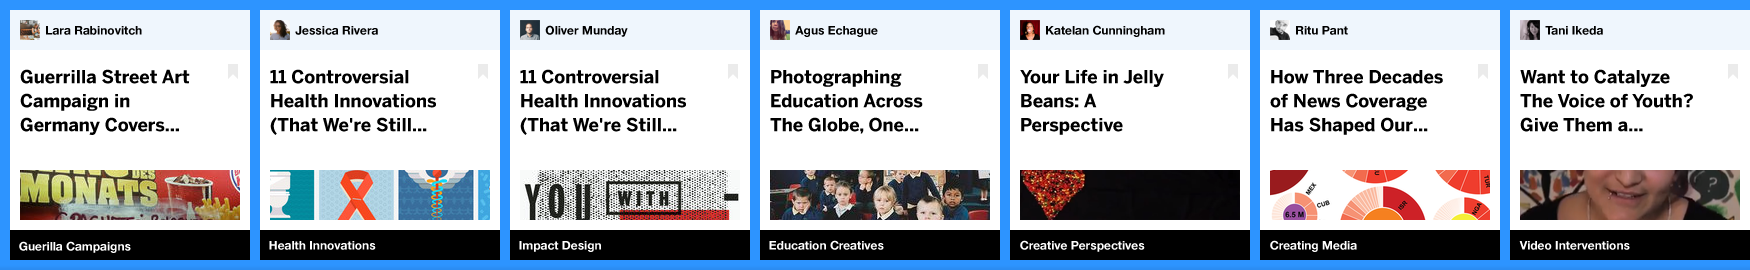 Lara Rabinovitch
Guerrilla Street Art
Campaign in
Germany Covers...
DES
MONATS
Guerilla Campaigns
Jessica Rivera
11 Controversial
Health Innovations
(That We're Still...
Health Innovations
Oliver Munday
11 Controversial
Health Innovations
(That We're Still...
YOU WITH
Impact Design
Agus Echague
Photographing
Education Across
The Globe, One...
Education Creatives
Katelan Cunningham
Your Life in Jelly
Beans: A
Perspective
Creative Perspectives
Ritu Pant
How Three Decades
of News Coverage
Has Shaped Our...
MEX
CUB
6.5 M
ISR
NGA
TUR
Creating Media
Tani Ikeda
Want to Catalyze
The Voice of Youth?
Give Them a...
Video Interventions